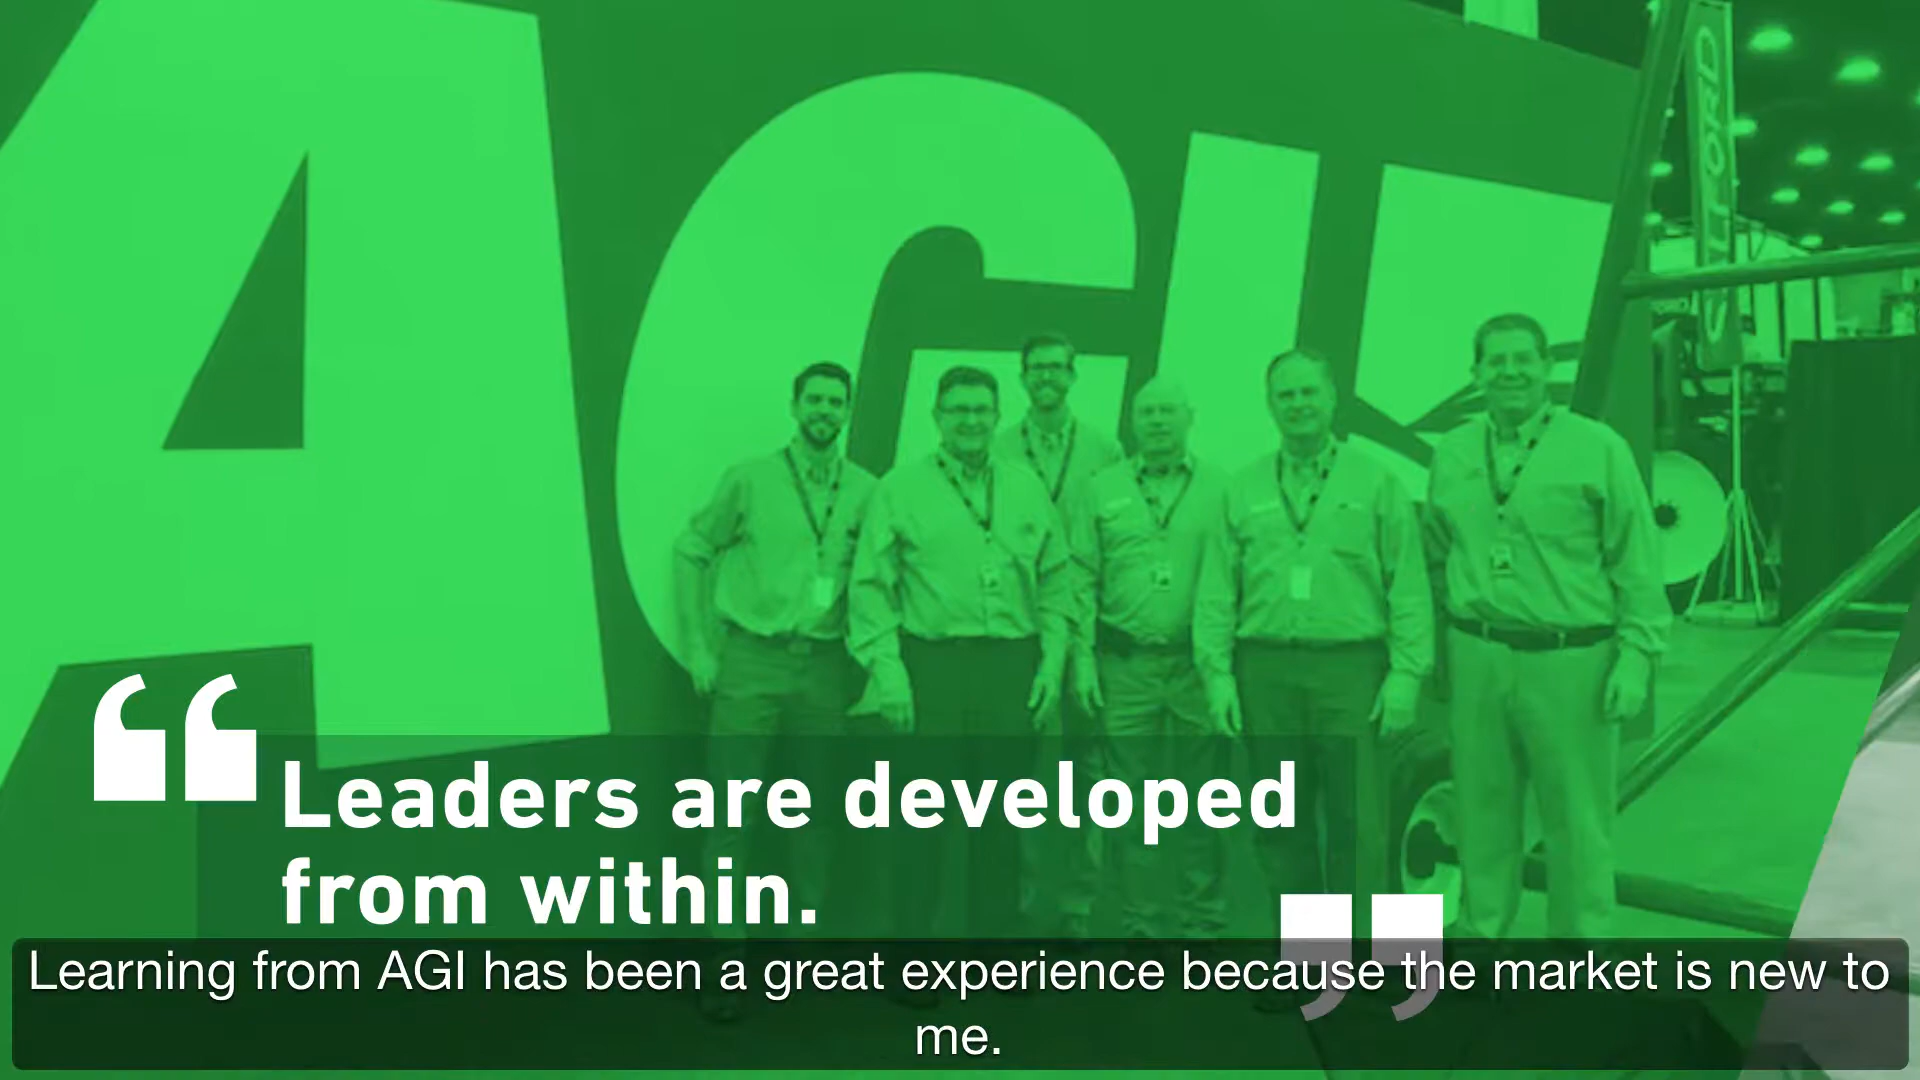 AGI
SALFORD
“Leaders are developed
from within.”
Learning from AGI has been a great experience because the market is new to
me.